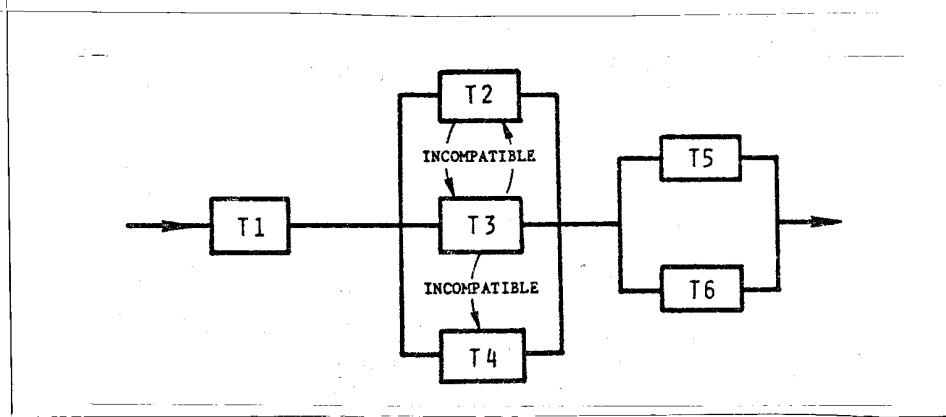 T2
INCOMPATIBLE
T5
T1
T3
INCOMPATIBLE
T6
T4